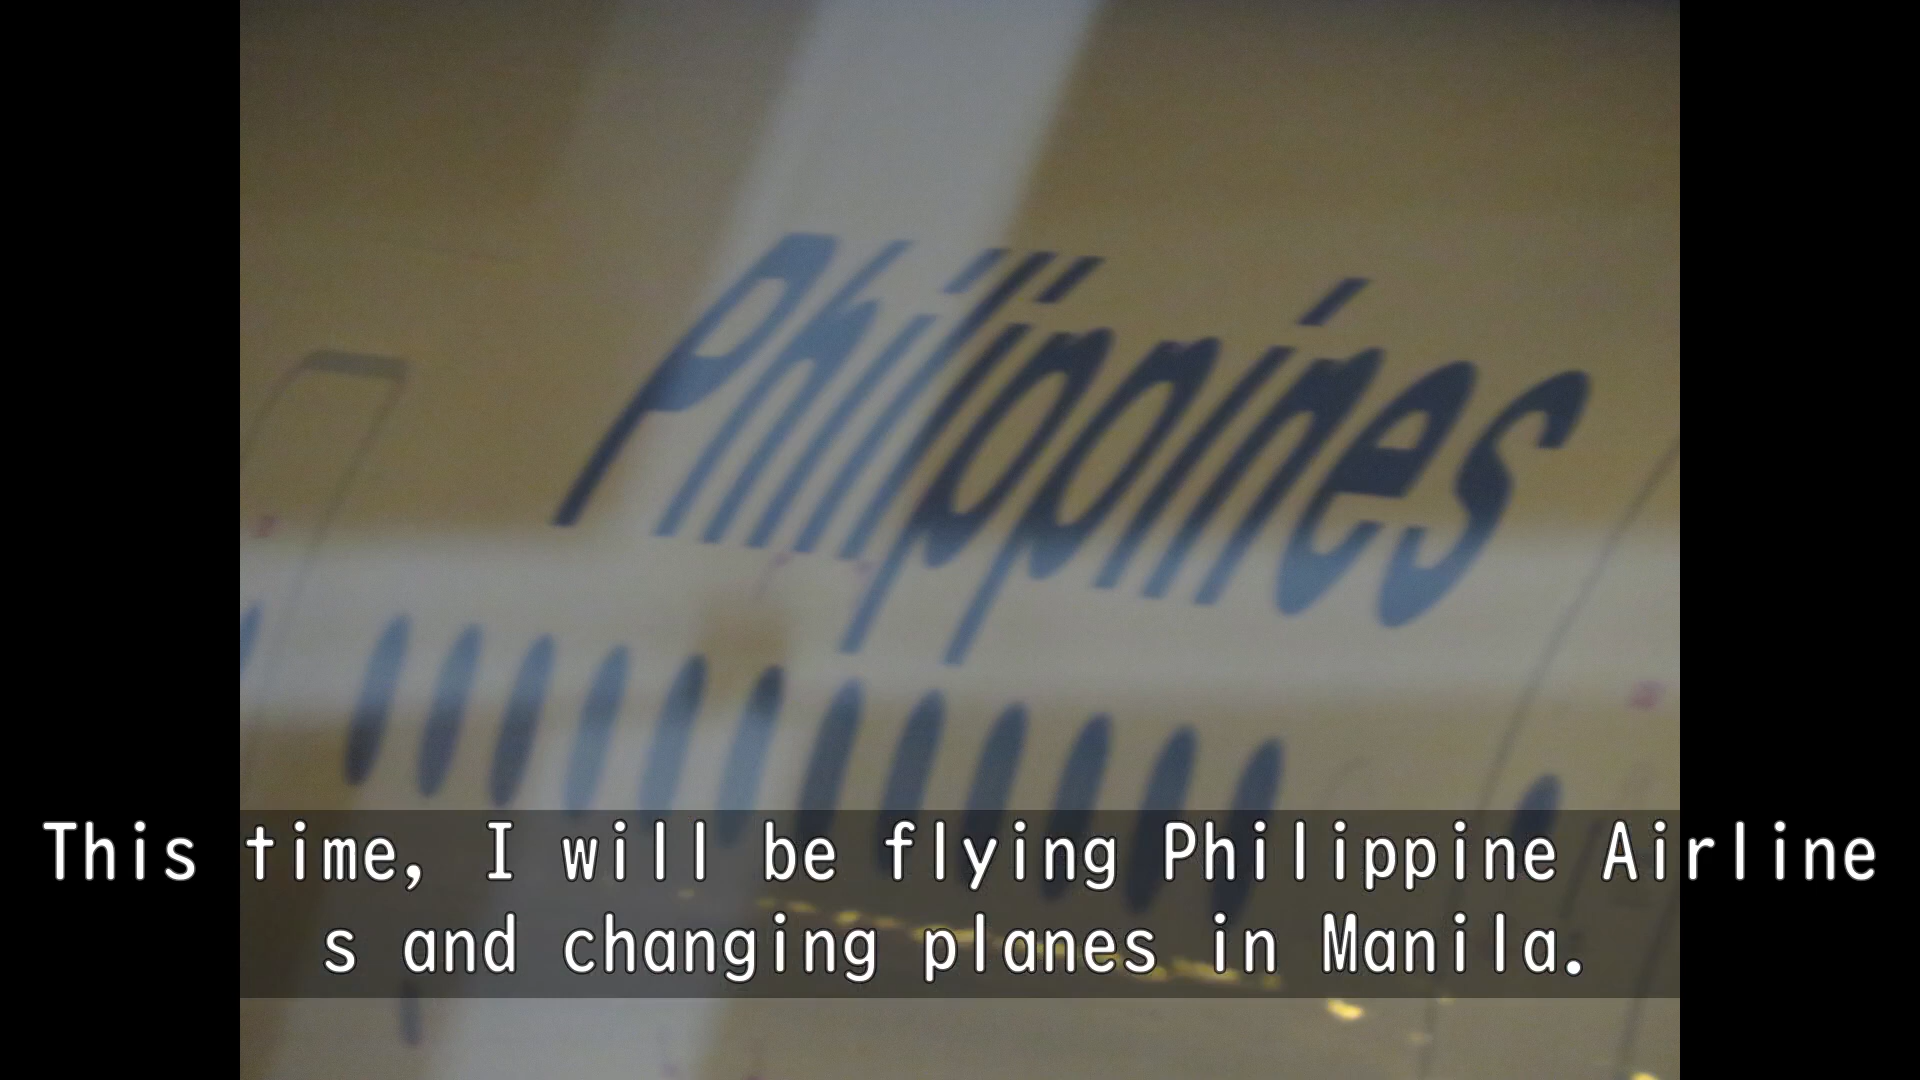 Philippines
This time, I will be flying Philippine Airline
s and changing planes in Manila.